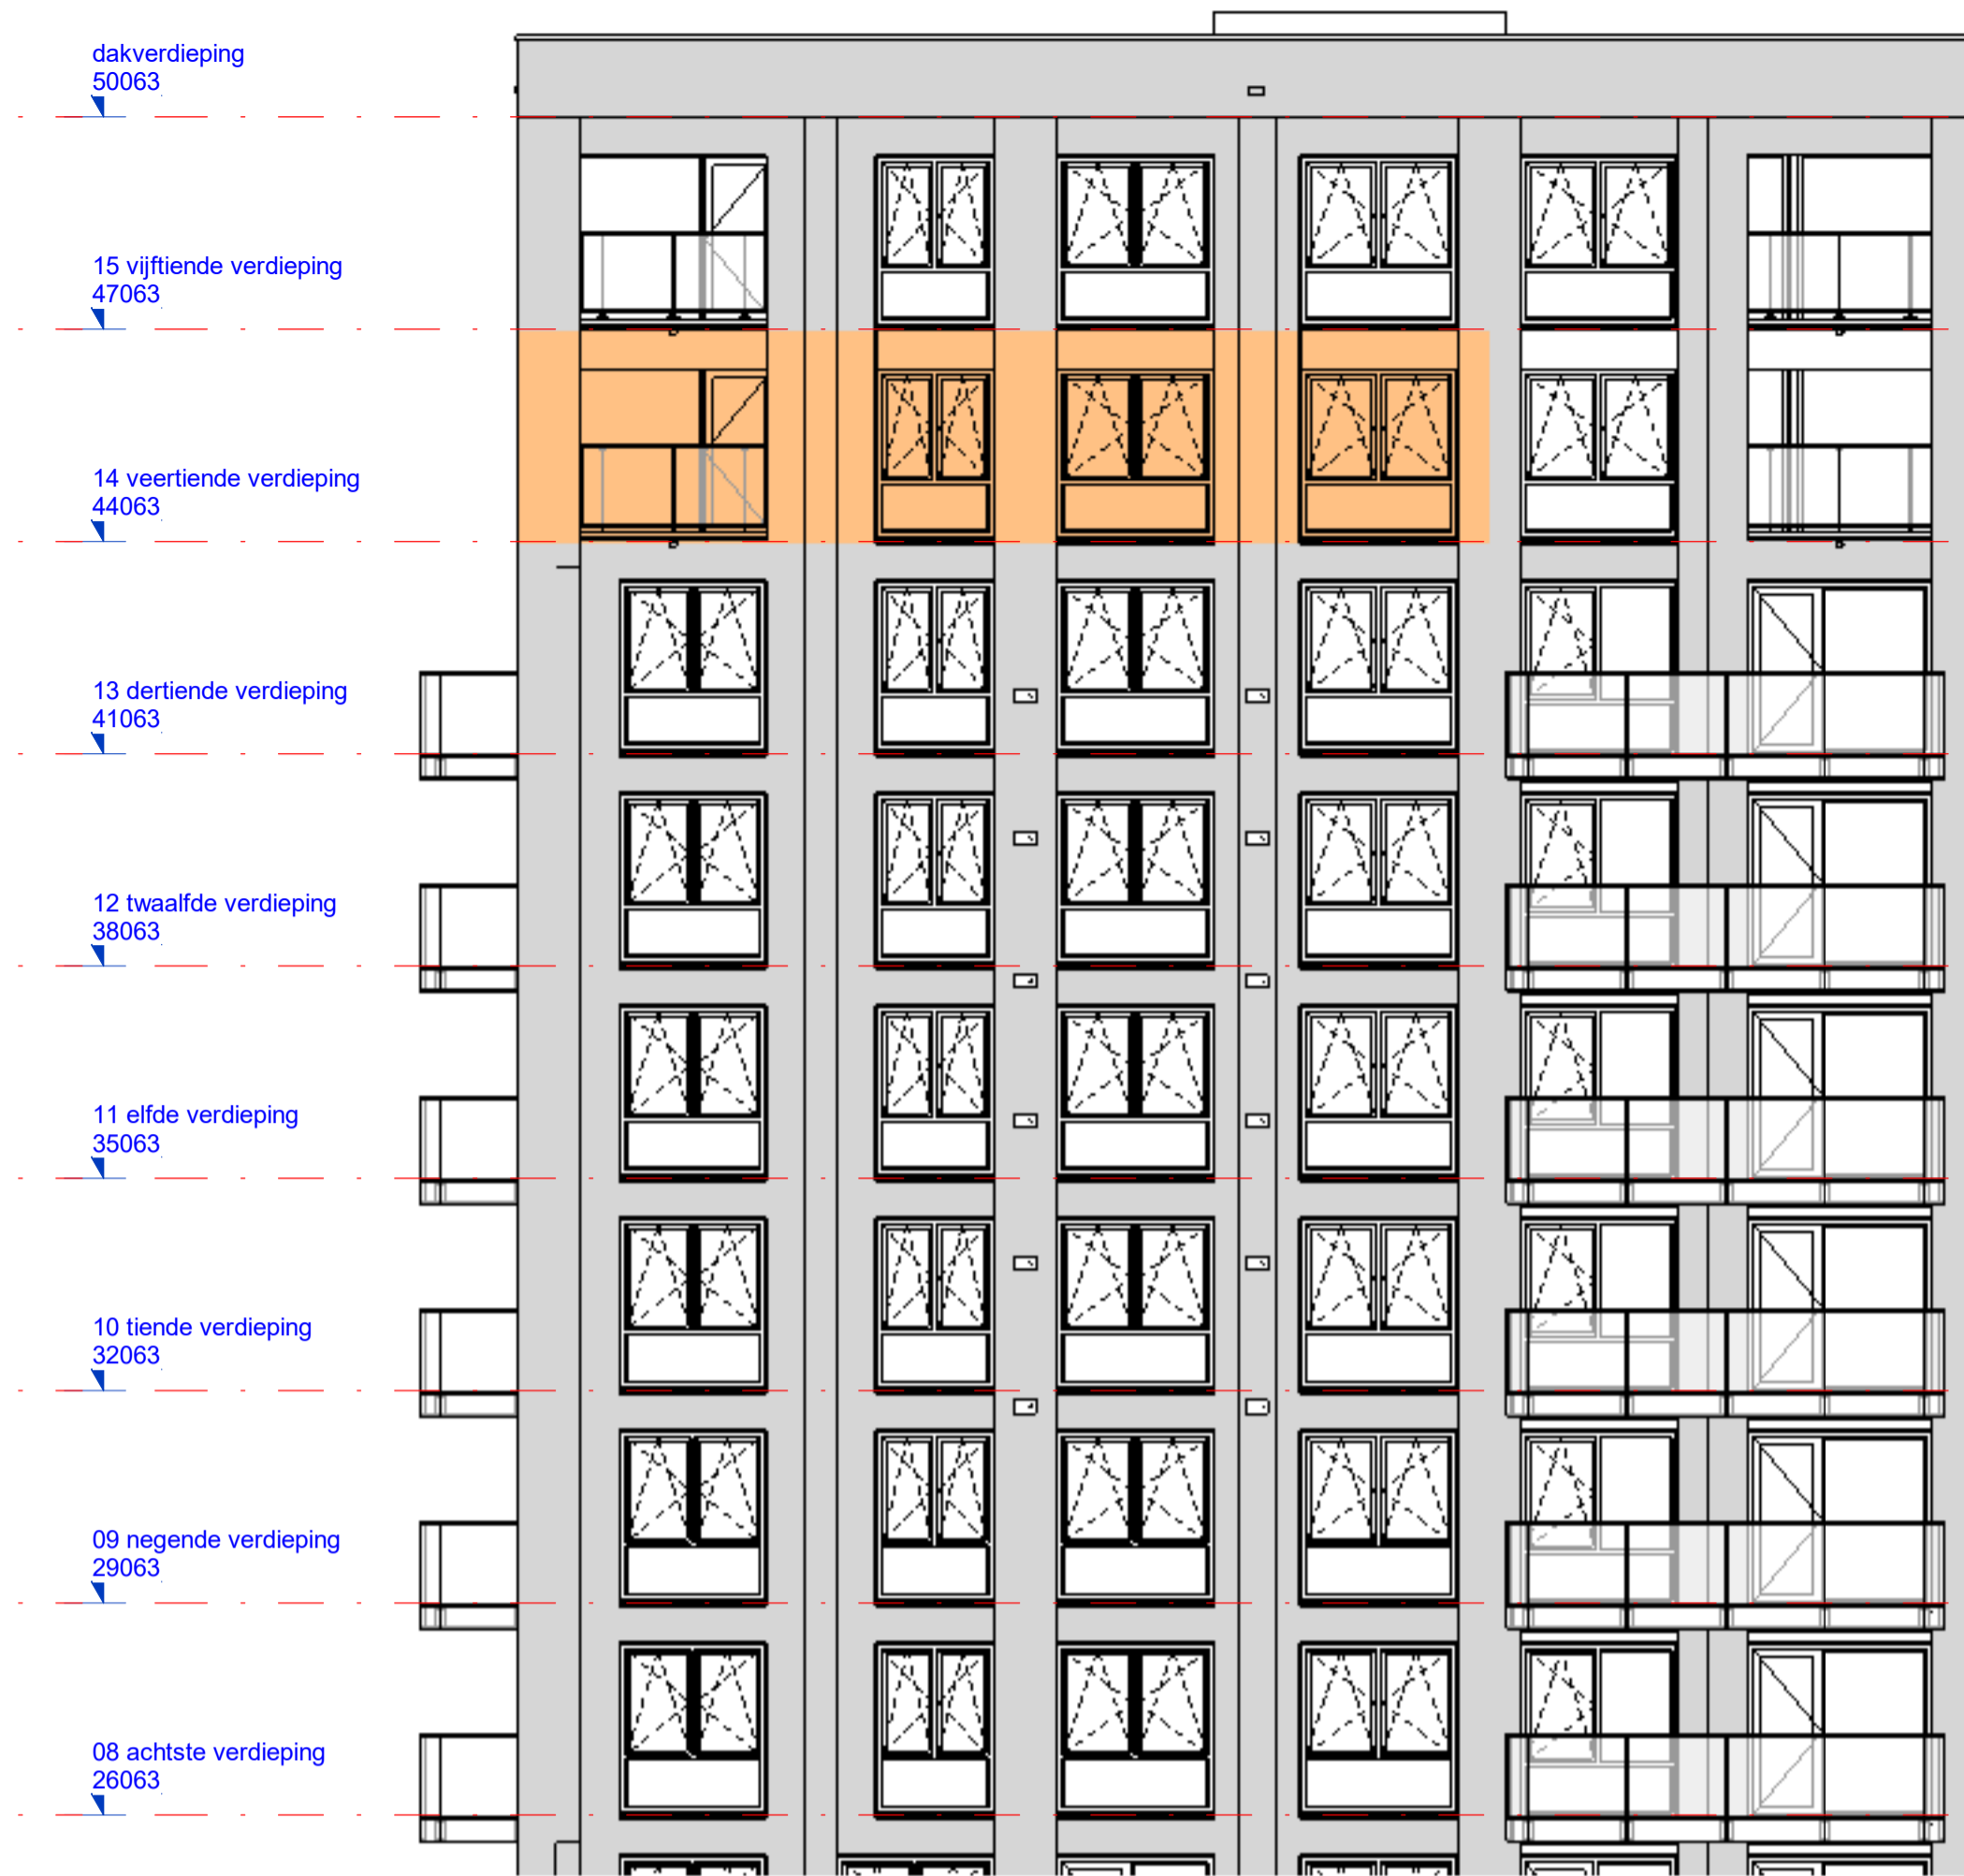 dakverdieping
50063
15 vijftiende verdieping
47063
14 veertiende verdieping
44063
13 dertiende verdieping
41063
12 twaalfde verdieping
38063
11 elfde verdieping
35063
10 tiende verdieping
32063
09 negende verdieping
29063
08 achtste verdieping
26063